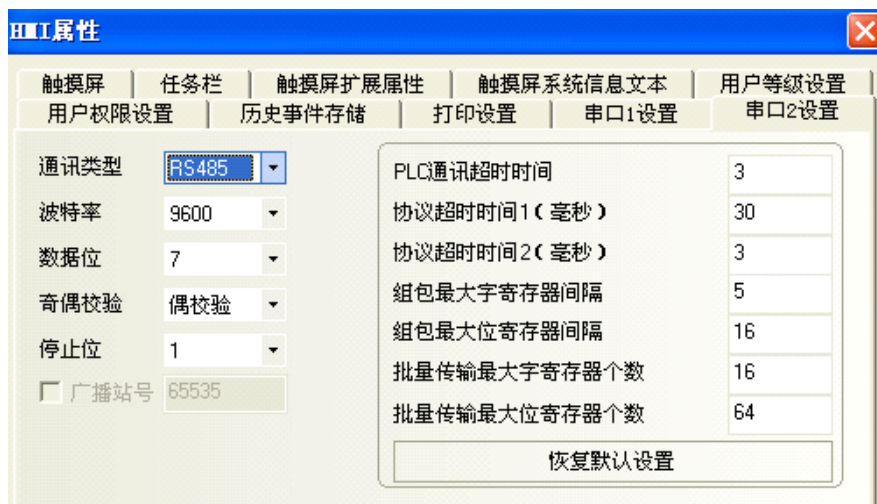 HMI属性
触摸屏 任务栏 触摸屏扩展属性 触摸屏系统信息文本 用户等级设置
用户权限设置 历史事件存储 打印设置 串口1设置 串口2设置
通讯类型 RS485
波特率 9600
数据位 7
奇偶校验 偶校验
停止位 1
广播站号 65535
PLC通讯超时时间 3
协议超时时间1(毫秒) 30
协议超时时间2(毫秒) 3
组包最大字寄存器间隔 5
组包最大位寄存器间隔 16
批量传输最大字寄存器个数 16
批量传输最大位寄存器个数 64
恢复默认设置